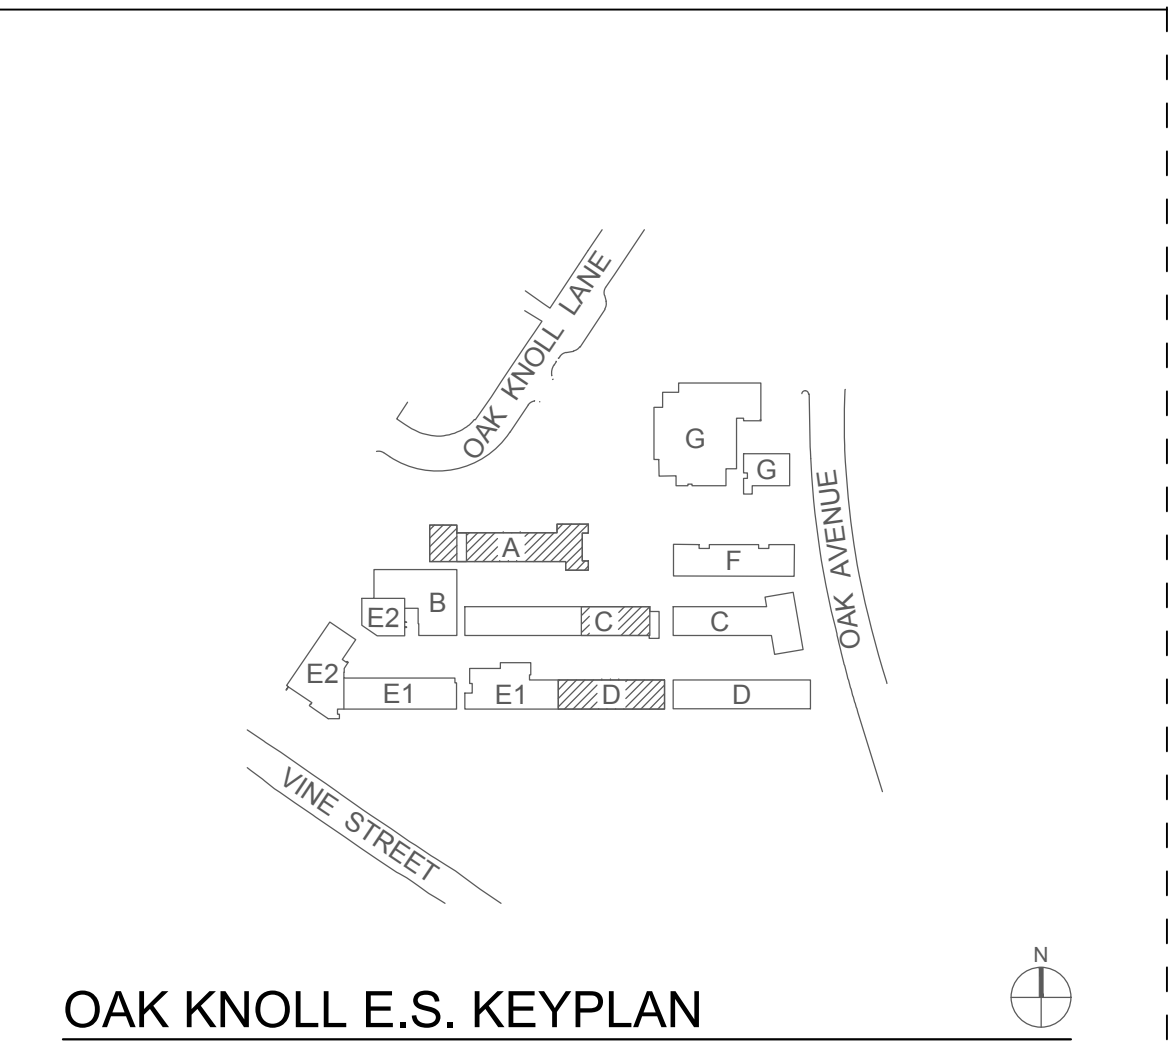 OAK KNOLL LANE
G
G
OAK AVENUE
A
F
B
E2
C
C
E2
E1
E1
D
D
VINE STREET
N
OAK KNOLL E.S. KEYPLAN